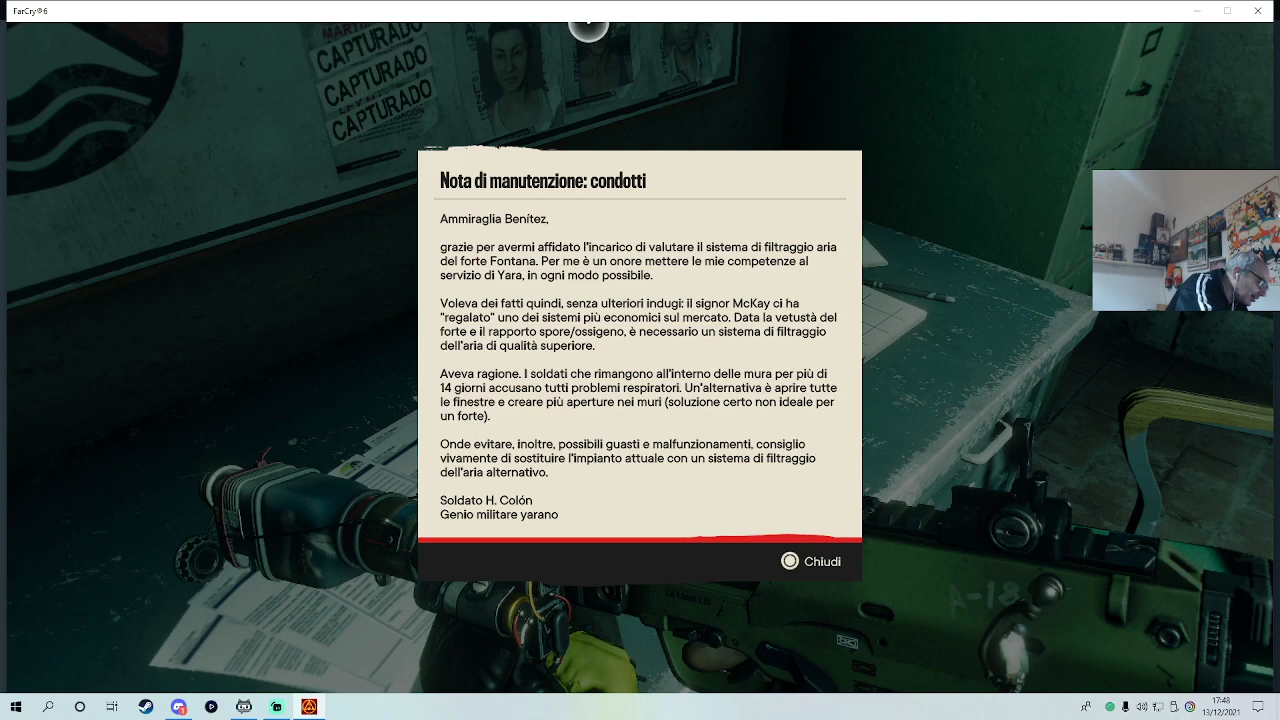 FarCry®6
CAPTURADO
CAPTURADO
CAPTURADO
Nota di manutenzione: condotti
Ammiraglia Benítez,
grazie per avermi affidato l'incarico di valutare il sistema di filtraggio aria
del forte Fontana. Per me è un onore mettere le mie competenze al
servizio di Yara, in ogni modo possibile.
Voleva dei fatti quindi, senza ulteriori indugi: il signor McKay ci ha
"regalato" uno dei sistemi più economici sul mercato. Data la vetustà del
forte e il rapporto spore/ossigeno, è necessario un sistema di filtraggio
dell'aria di qualità superiore.
Aveva ragione. I soldati che rimangono all'interno delle mura per più di
14 giorni accusano tutti problemi respiratori. Un'alternativa è aprire tutte
le finestre e creare più aperture nei muri (soluzione certo non ideale per
un forte).
Onde evitare, inoltre, possibili guasti e malfunzionamenti, consiglio
vivamente di sostituire l'impianto attuale con un sistema di filtraggio
dell'aria alternativo.
Soldato H. Colón
Genio militare yarano
Chiudi
17:48
13/12/2021